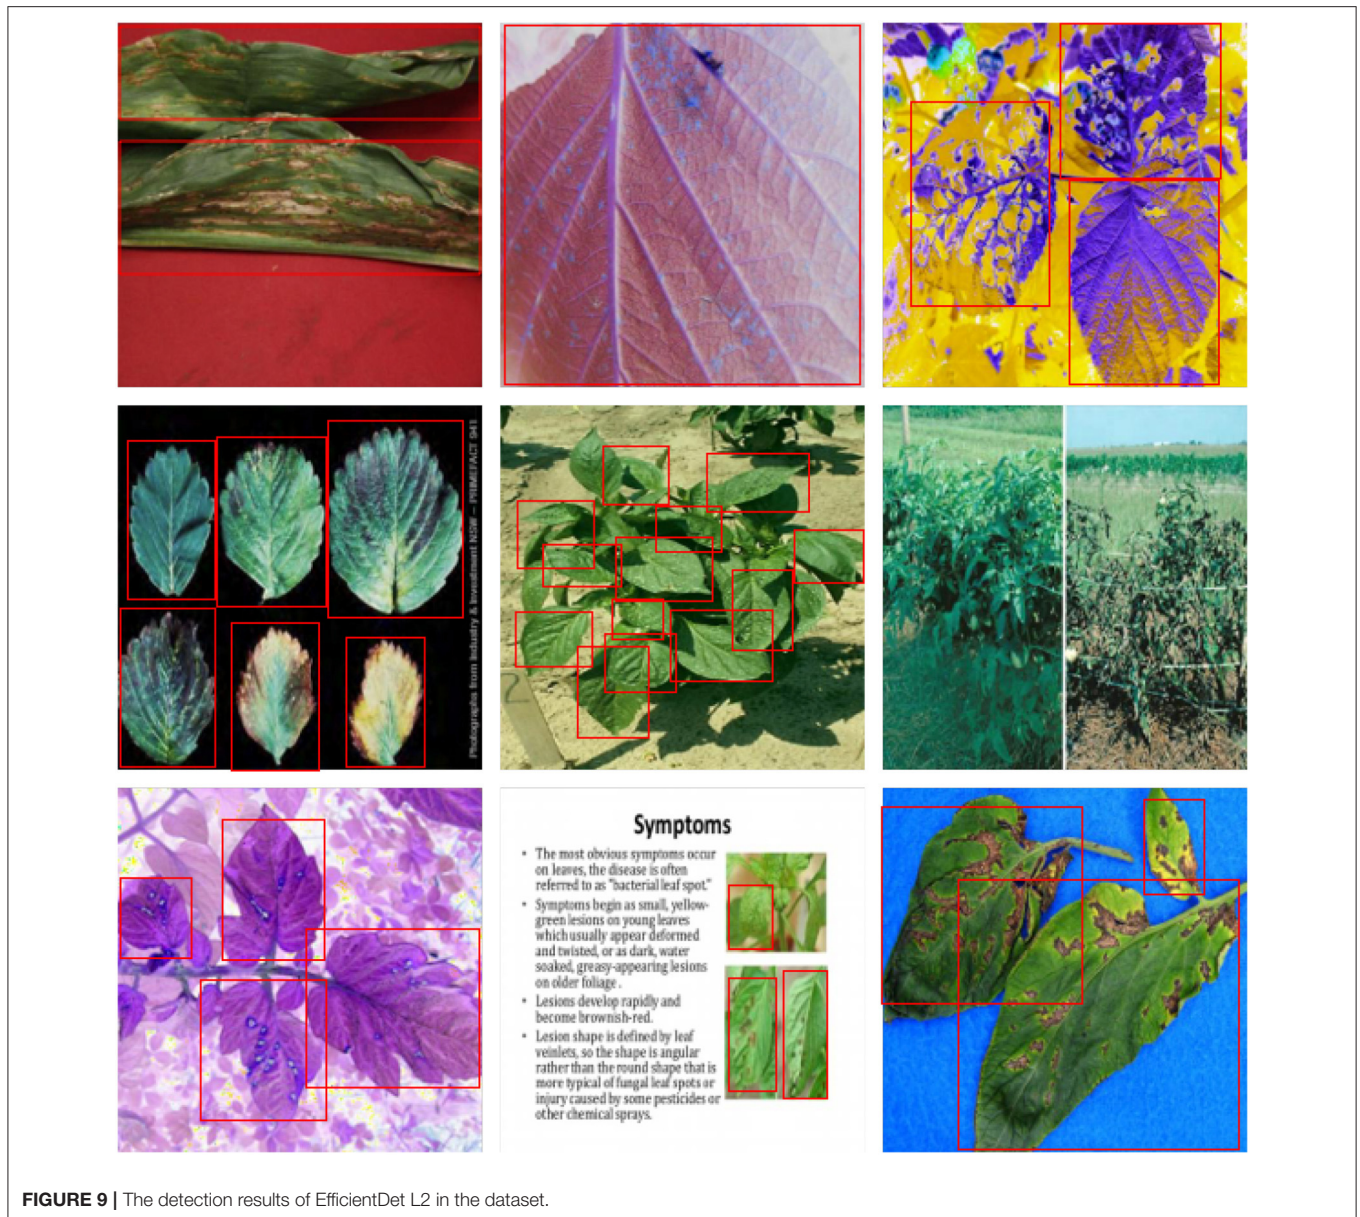 Photographs from Industry & Investment NSW – PRIMEFACT 941
2
Symptoms
• The most obvious symptoms occur
on leaves, the disease is often
referred to as "bacterial leaf spot."
• Symptoms begin as small, yellow-
green lesions on young leaves
which usually appear deformed
and twisted, or as dark, water
soaked, greasy-appearing lesions
on older foliage .
• Lesions develop rapidly and
become brownish-red.
• Lesion shape is defined by leaf
veinlets, so the shape is angular
rather than the round shape that is
more typical of fungal leaf spots or
injury caused by some pesticides or
other chemical sprays.
FIGURE 9 | The detection results of EfficientDet L2 in the dataset.